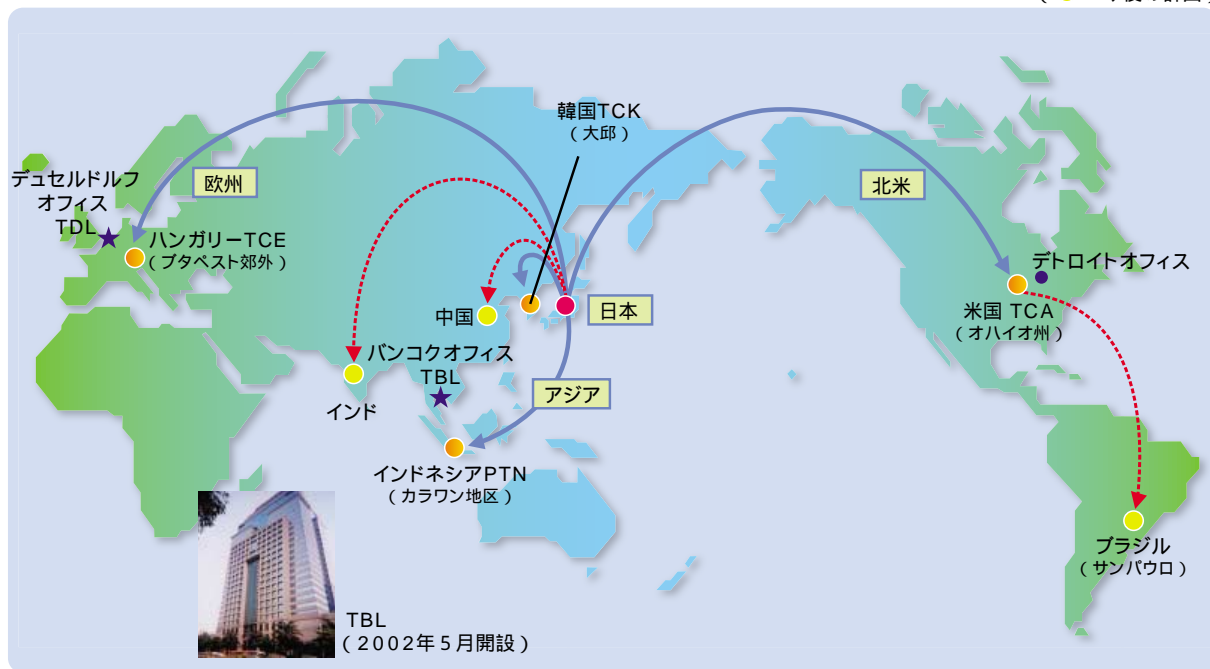 韓国TCK
(大邱)
デュセルドルフ
オフィス
TDL
欧州
北米
ハンガリーTCE
(ブタペスト郊外)
デトロイトオフィス
中国
日本
米国 TCA
(オハイオ州)
バンコクオフィス
TBL
インド
アジア
インドネシアPTN
(カラワン地区)
ブラジル
(サンパウロ)
TBL
(2002年5月開設)